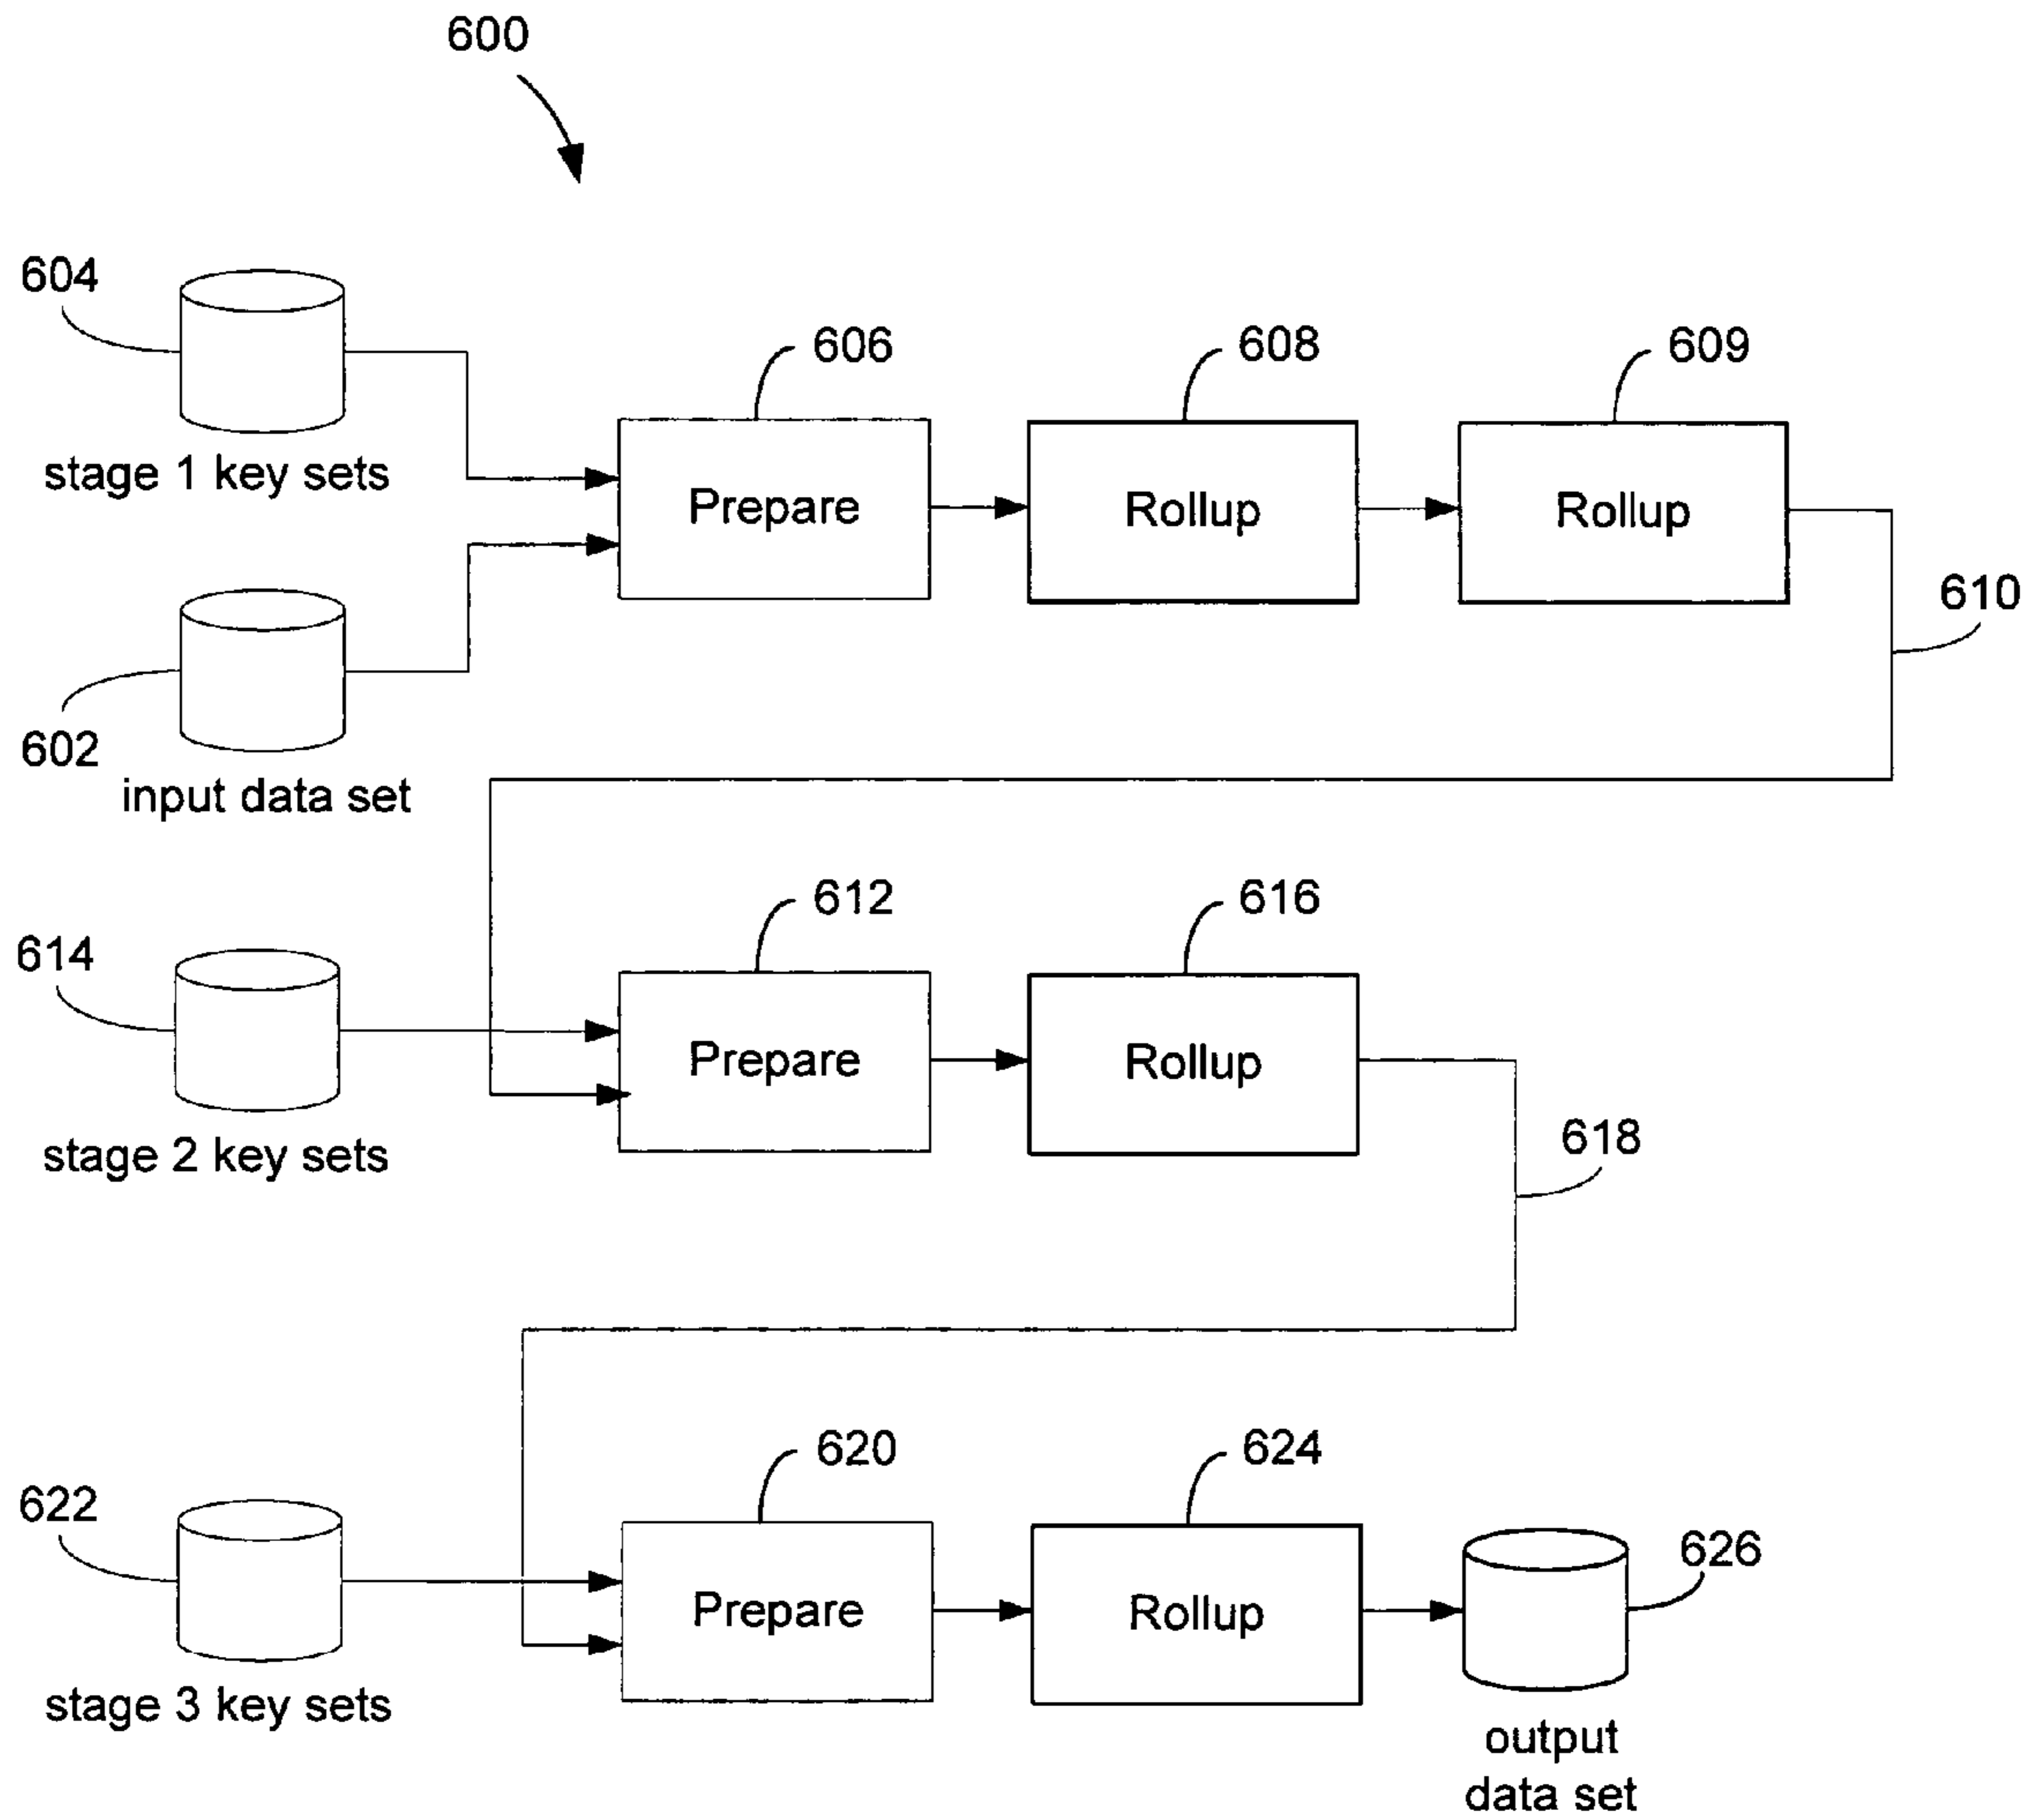 600
604
606
608
609
stage 1 key sets
Prepare
Rollup
Rollup
610
602
input data set
612
616
614
Prepare
Rollup
618
stage 2 key sets
620
624
622
626
Prepare
Rollup
stage 3 key sets
output
data set